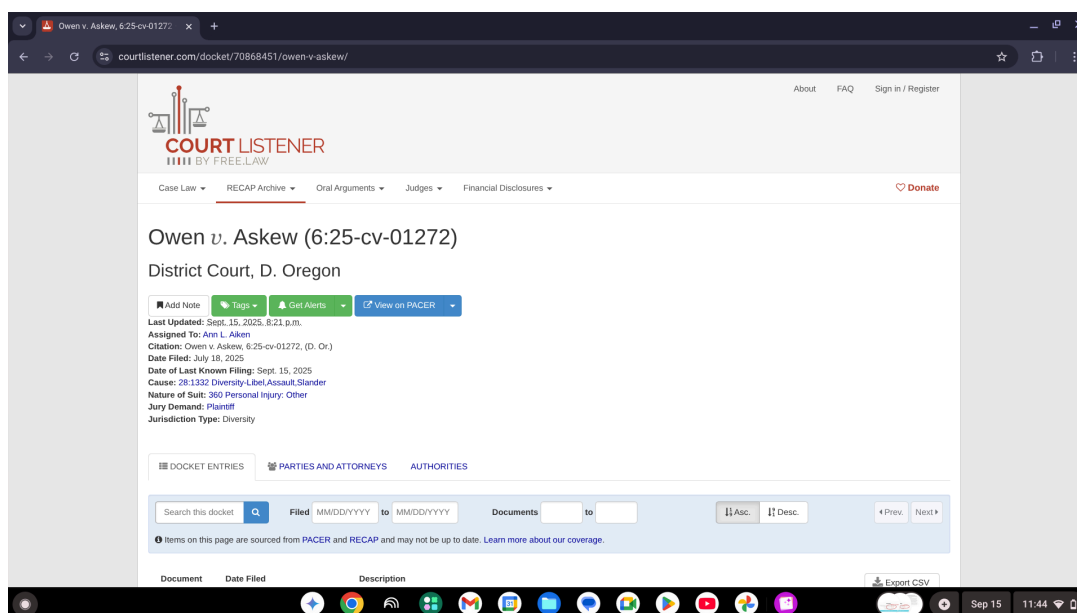 Owen v. Askew, 6:25-cv-01272
courtlistener.com/docket/70868451/owen-v-askew/
About FAQ Sign in / Register
COURT LISTENER
BY FREE.LAW
Case Law RECAP Archive Oral Arguments Judges Financial Disclosures Donate
Owen v. Askew (6:25-cv-01272)
District Court, D. Oregon
Add Note Tags Get Alerts View on PACER
Last Updated: Sept. 15, 2025, 8:21 p.m.
Assigned To: Ann L. Aiken
Citation: Owen v. Askew, 6:25-cv-01272, (D. Or.)
Date Filed: July 18, 2025
Date of Last Known Filing: Sept. 15, 2025
Cause: 28:1332 Diversity-Libel,Assault,Slander
Nature of Suit: 360 Personal Injury: Other
Jury Demand: Plaintiff
Jurisdiction Type: Diversity
DOCKET ENTRIES PARTIES AND ATTORNEYS AUTHORITIES
Search this docket Filed MM/DD/YYYY to MM/DD/YYYY Documents to Asc. Desc. Prev. Next
Items on this page are sourced from PACER and RECAP and may not be up to date. Learn more about our coverage.
Document Date Filed Description Export CSV
31
Sep 15 11:44